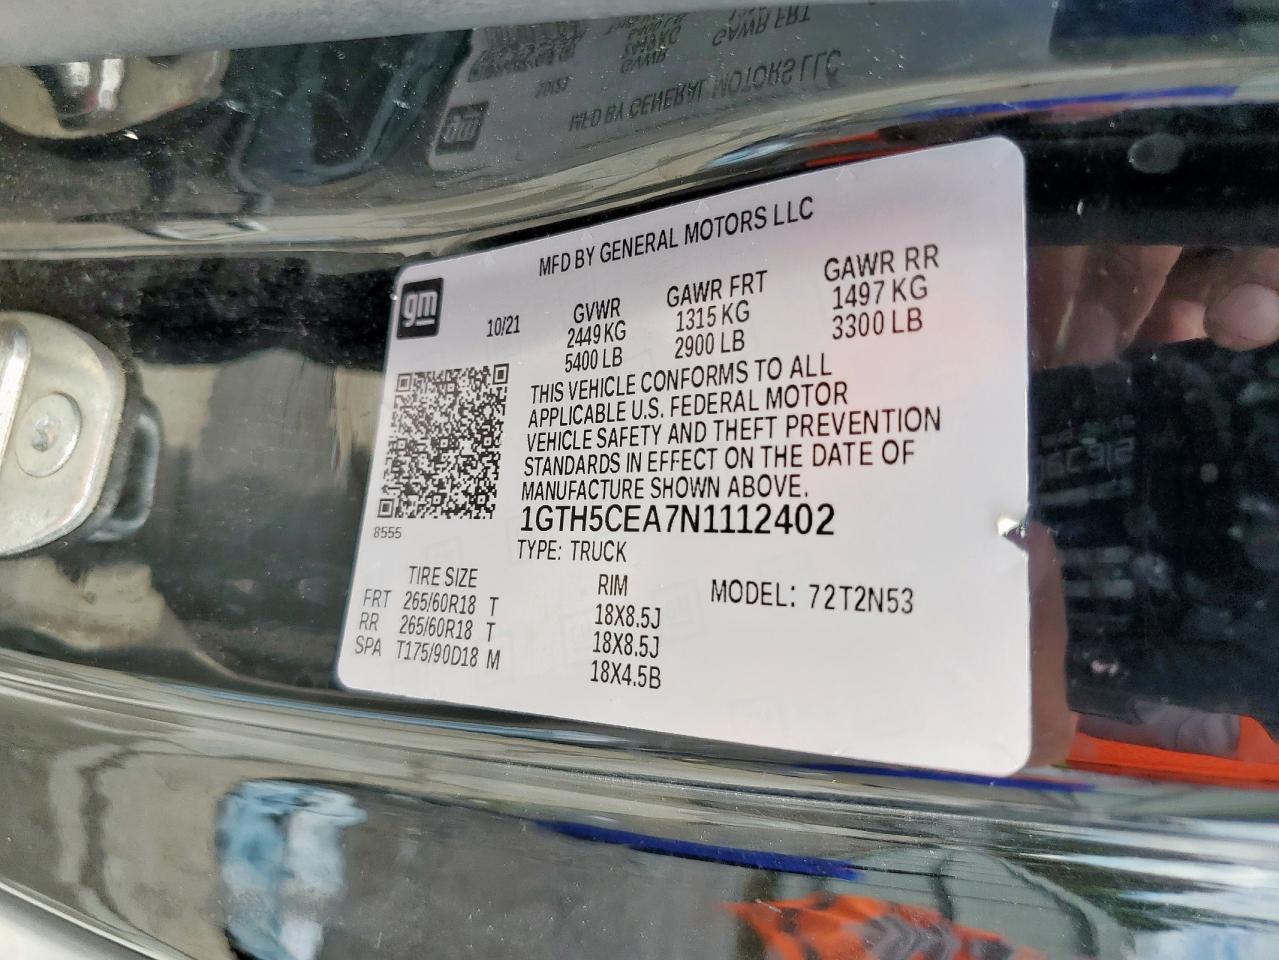 MFD BY GENERAL MOTORS LLC
gm
10/21
GVWR
2449 KG
5400 LB
GAWR FRT
1315 KG
2900 LB
GAWR RR
1497 KG
3300 LB
THIS VEHICLE CONFORMS TO ALL
APPLICABLE U.S. FEDERAL MOTOR
VEHICLE SAFETY AND THEFT PREVENTION
STANDARDS IN EFFECT ON THE DATE OF
MANUFACTURE SHOWN ABOVE.
1GTH5CEA7N1112402
8555
TYPE: TRUCK
TIRE SIZE
RIM
MODEL: 72T2N53
FRT 265/60R18 T 18X8.5J
RR 265/60R18 T 18X8.5J
SPA T175/90D18 M 18X4.5B